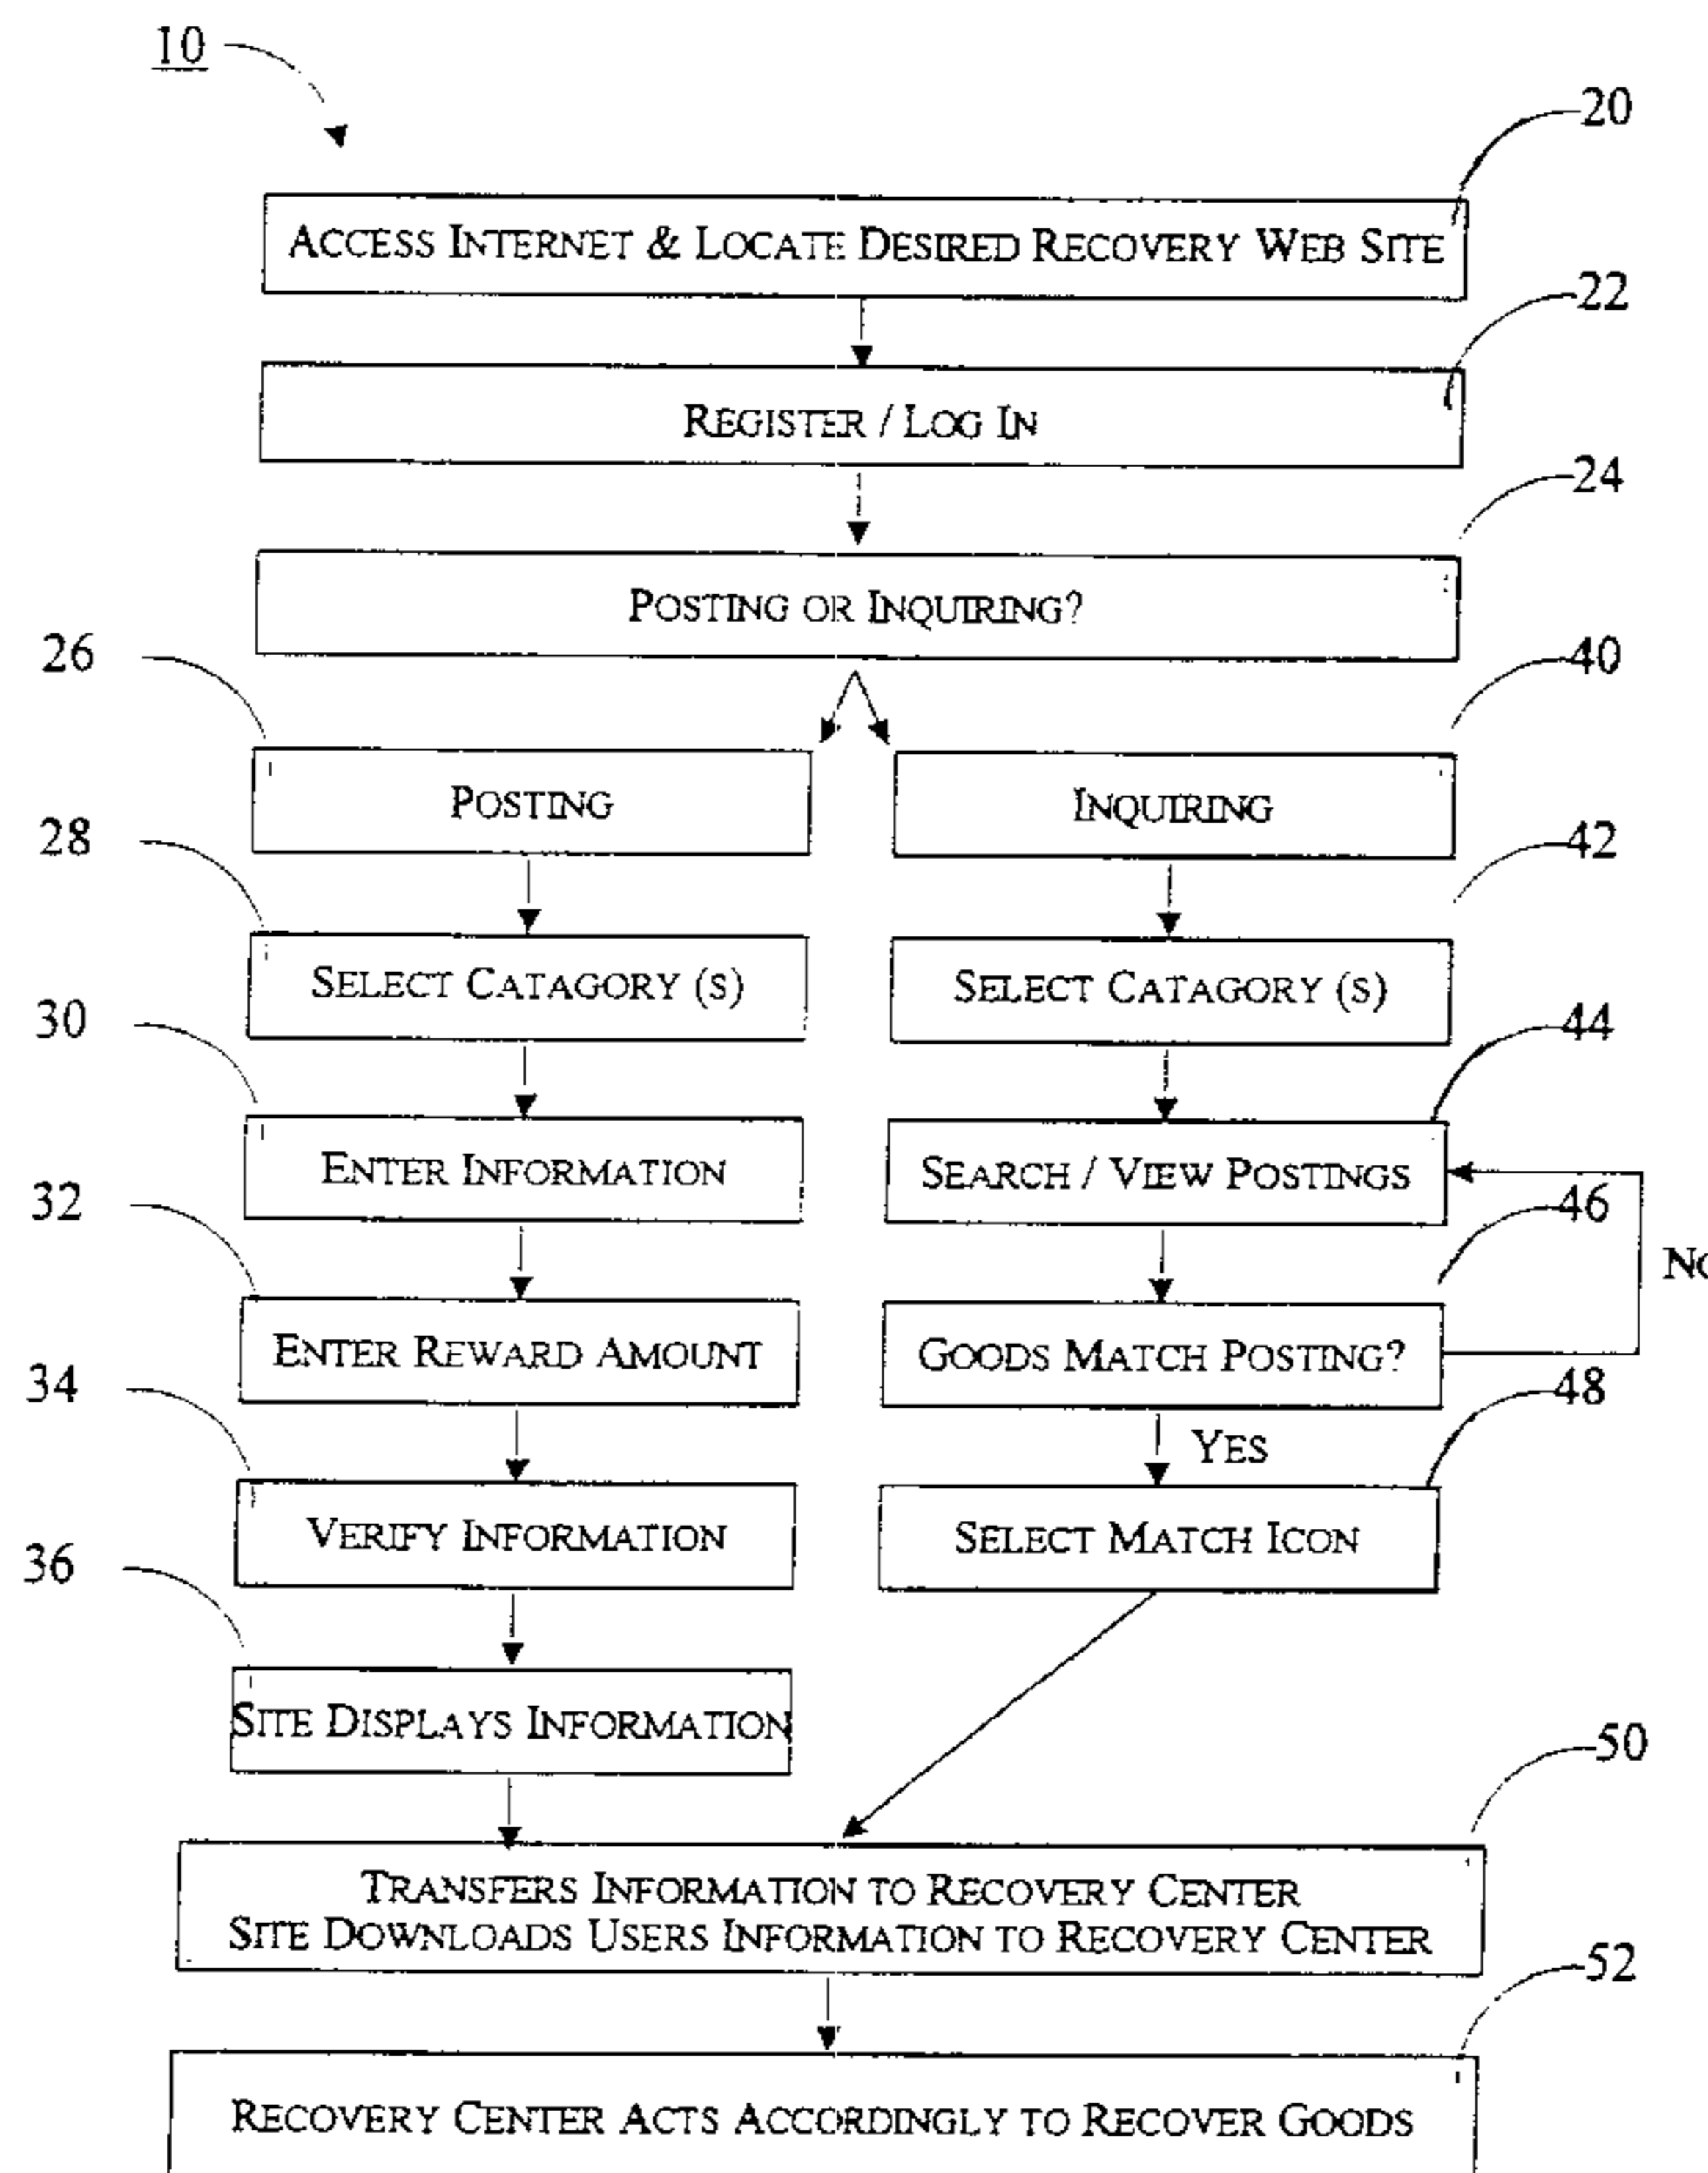 10
20
ACCESS INTERNET & LOCATE DESIRED RECOVERY WEB SITE
22
REGISTER / LOG IN
24
POSTING OR INQUIRING?
26
40
POSTING
INQUIRING
28
42
SELECT CATAGORY (S)
SELECT CATAGORY (S)
30
44
ENTER INFORMATION
SEARCH / VIEW POSTINGS
32
46
NO
ENTER REWARD AMOUNT
GOODS MATCH POSTING?
34
48
YES
VERIFY INFORMATION
SELECT MATCH ICON
36
SITE DISPLAYS INFORMATION
50
TRANSFERS INFORMATION TO RECOVERY CENTER
SITE DOWNLOADS USERS INFORMATION TO RECOVERY CENTER
52
RECOVERY CENTER ACTS ACCORDINGLY TO RECOVER GOODS